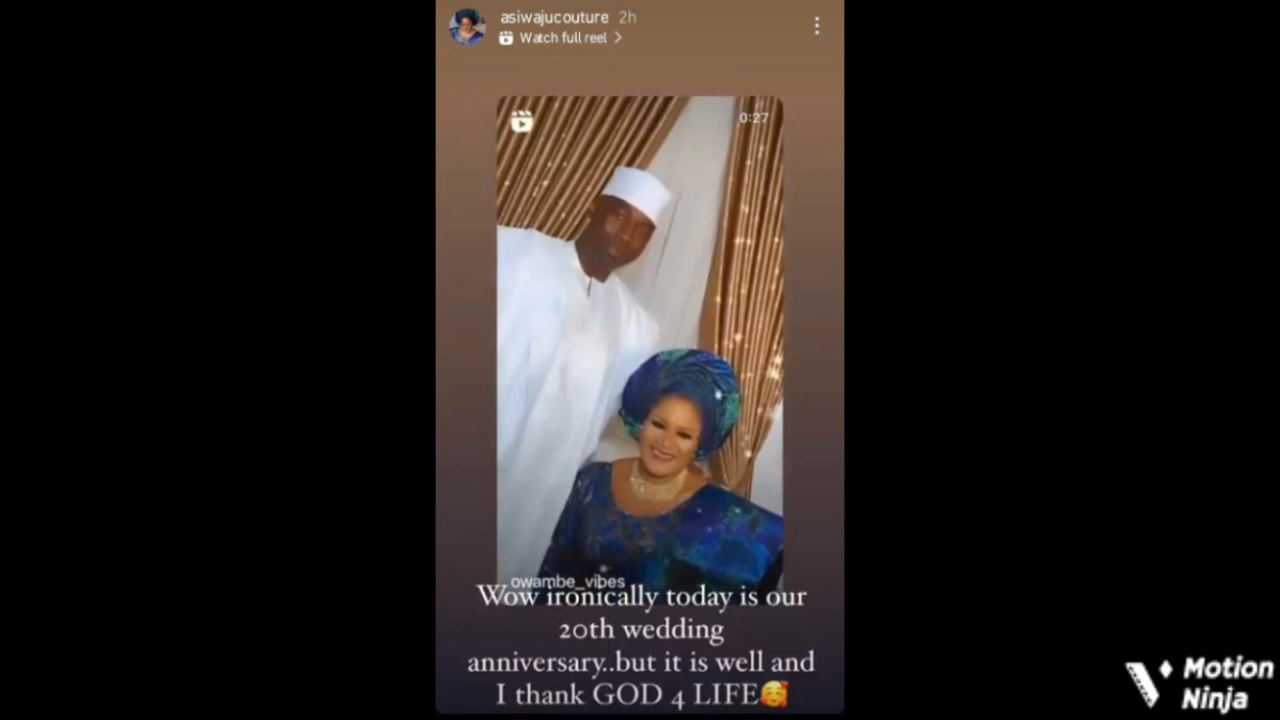 asiwajucouture 2h
Watch full reel >
0:27
owambe_vibes
Wow ironically today is our
20th wedding
anniversary..but it is well and
I thank GOD 4 LIFE🥰
Motion
Ninja